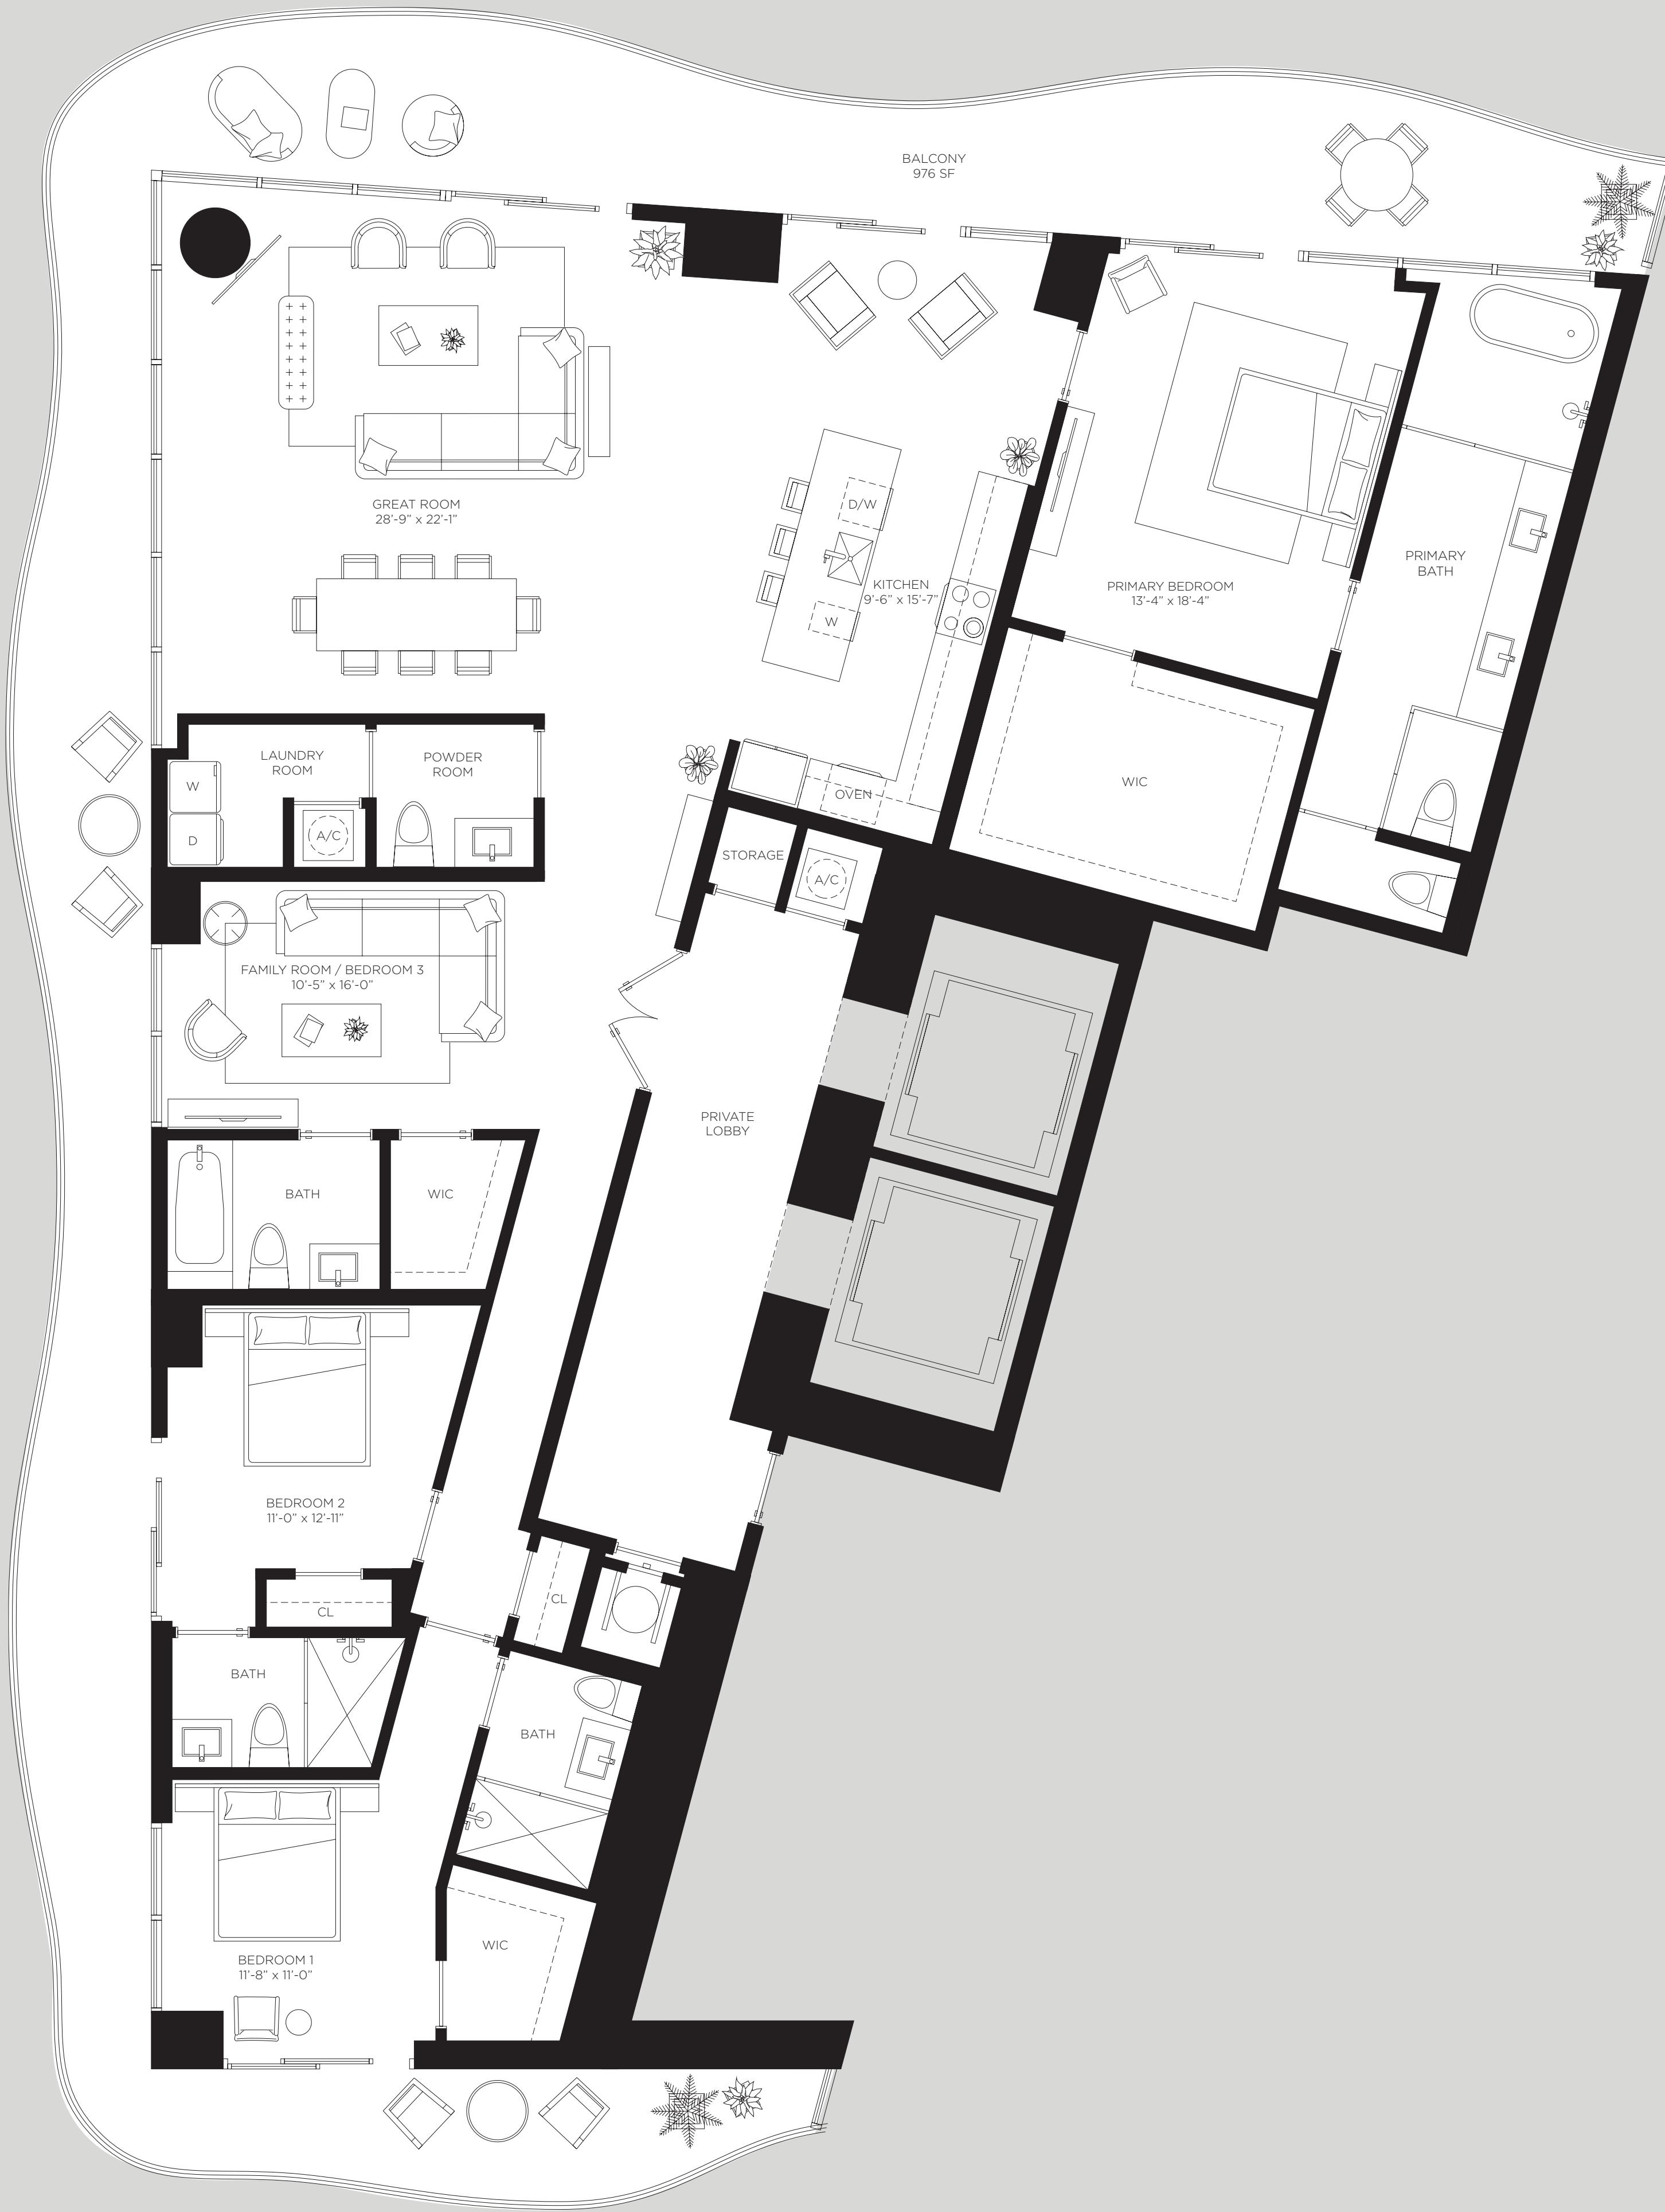 BALCONY
976 SF
GREAT ROOM
28'-9" x 22'-1"
D/W
KITCHEN
9'-6" x 15'-7"
W
PRIMARY BEDROOM
13'-4" x 18'-4"
PRIMARY
BATH
LAUNDRY
ROOM
POWDER
ROOM
W
D
A/C
OVEN
WIC
STORAGE
A/C
FAMILY ROOM / BEDROOM 3
10'-5" x 16'-0"
PRIVATE
LOBBY
BATH
WIC
BEDROOM 2
11'-0" x 12'-11"
CL
CL
BATH
BATH
WIC
BEDROOM 1
11'-8" x 11'-0"